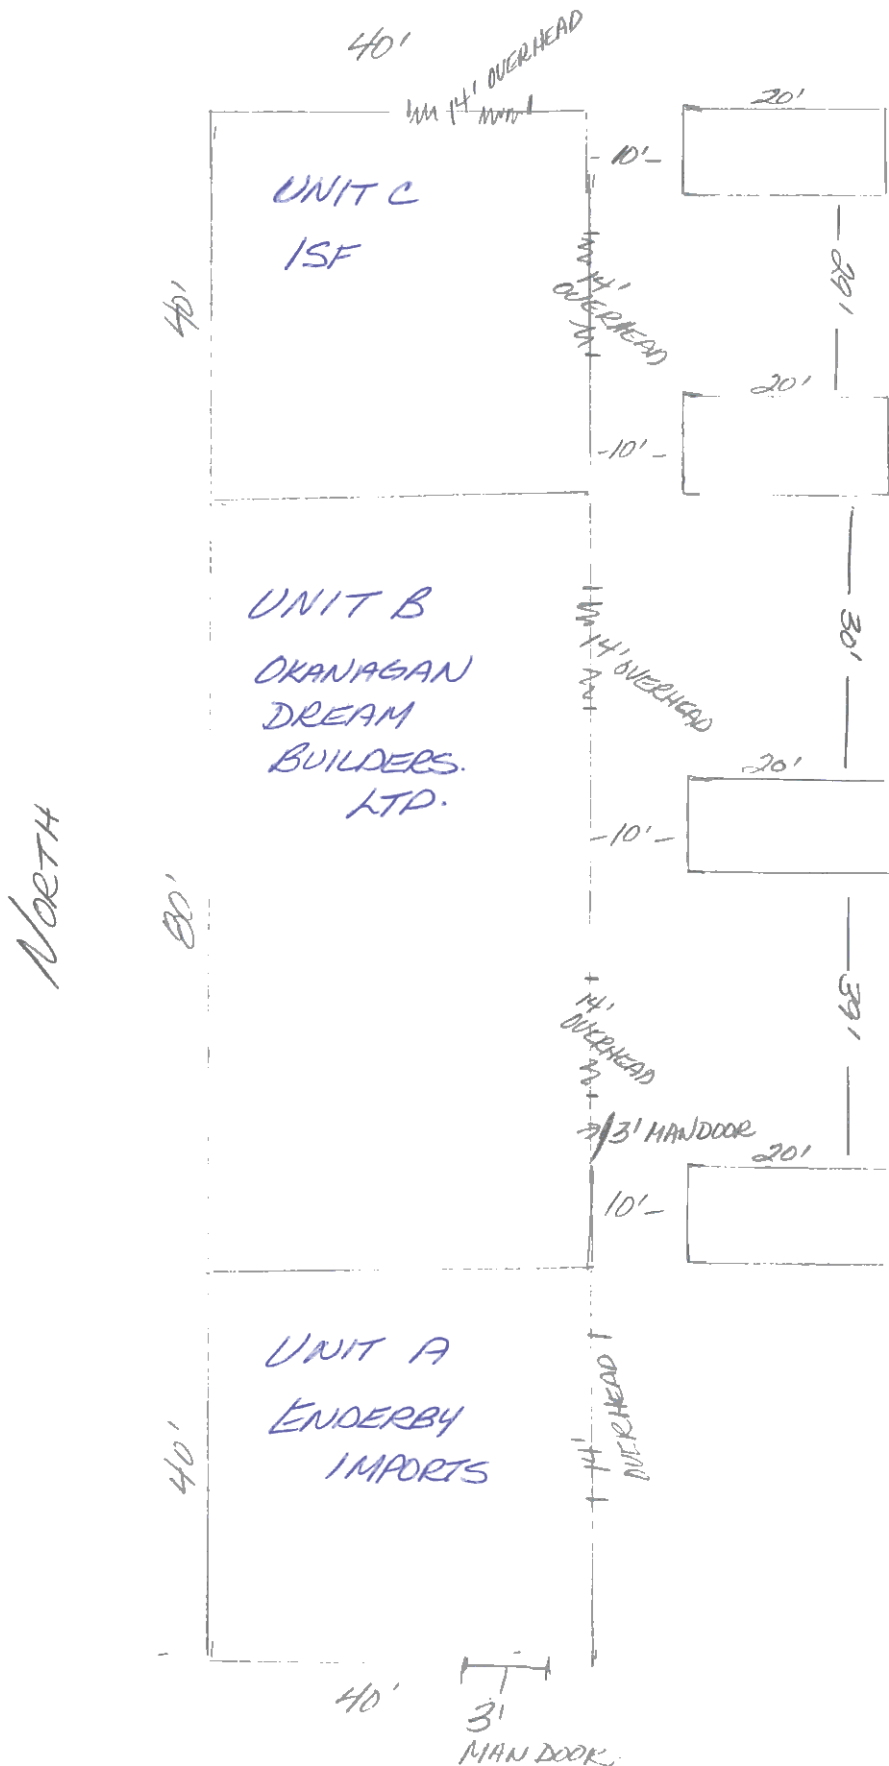 40'
14' OVERHEAD
20'
10'
UNIT C
ISF
29'
14'
OVERHEAD
40'
20'
10'
UNIT B
OKANAGAN
DREAM
BUILDERS.
LTD.
14' OVERHEAD
30'
20'
10'
NORTH
80'
14'
OVERHEAD
39'
3' MANDOOR
20'
10'
UNIT A
ENDERBY
IMPORTS
14'
OVERHEAD
40'
40'
3'
MAN DOOR